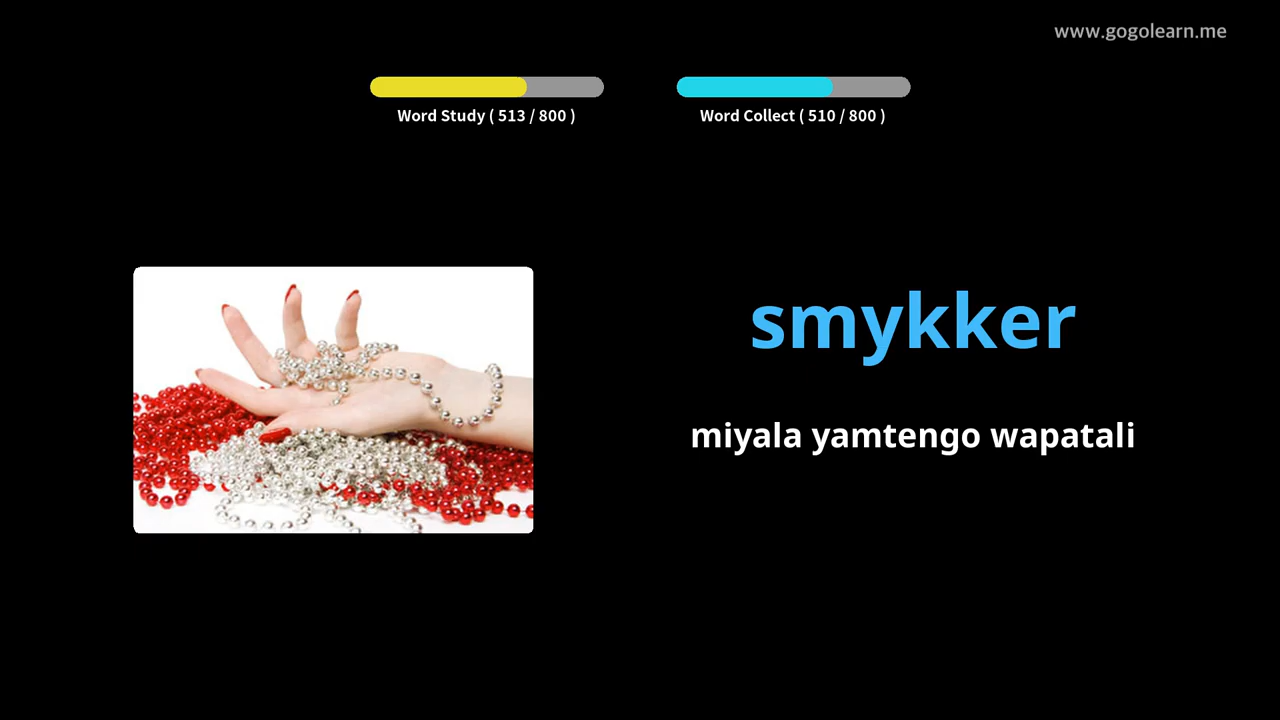 www.gogolearn.me
Word Study ( 513 / 800 )
Word Collect ( 510 / 800 )
smykker
miyala yamtengo wapatali